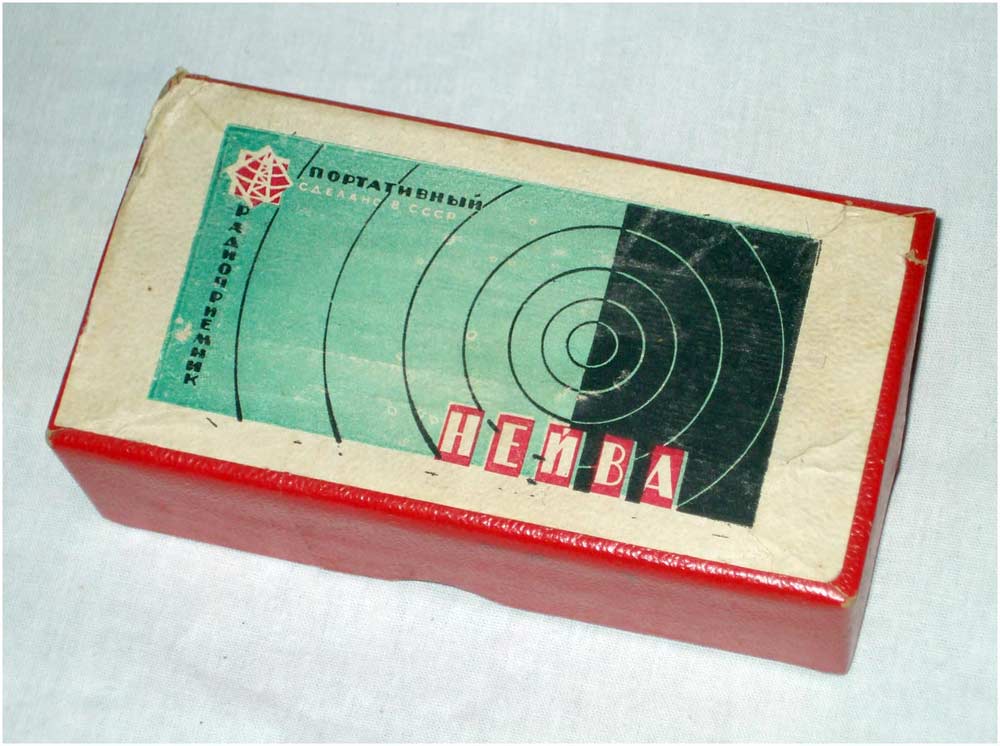 ПОРТАТИВНЫЙ
СДЕЛАНО В СССР
РАДИОПРИЕМНИК
НЕЙВА